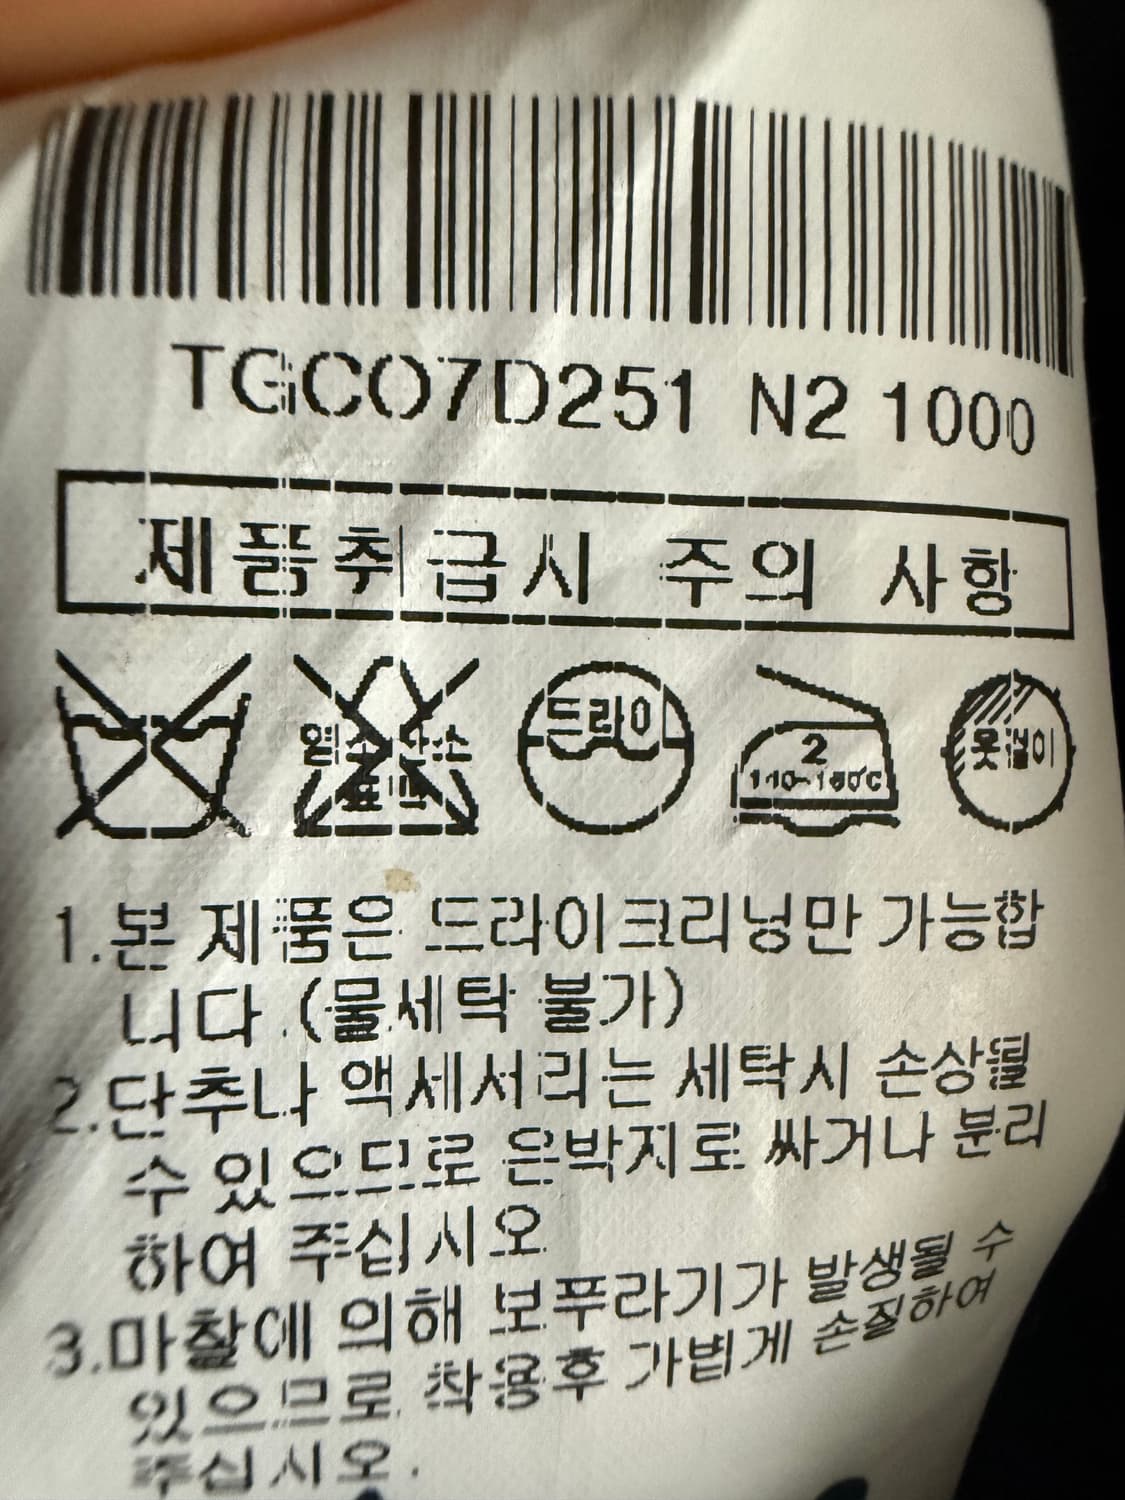 TGCO7D251 N2 1000
제품취급시 주의 사항
염소 산소
표백
드라이
2
140~160℃
옷걸이
1.본 제품은 드라이크리닝만 가능합
니다.(물세탁 불가)
2.단추나 액세서리는 세탁시 손상될
수 있으므로 은박지로 싸거나 분리
하여 주십시오
3.마찰에 의해 보푸라기가 발생될 수
있으므로 착용후 가볍게 손질하여
주십시오.